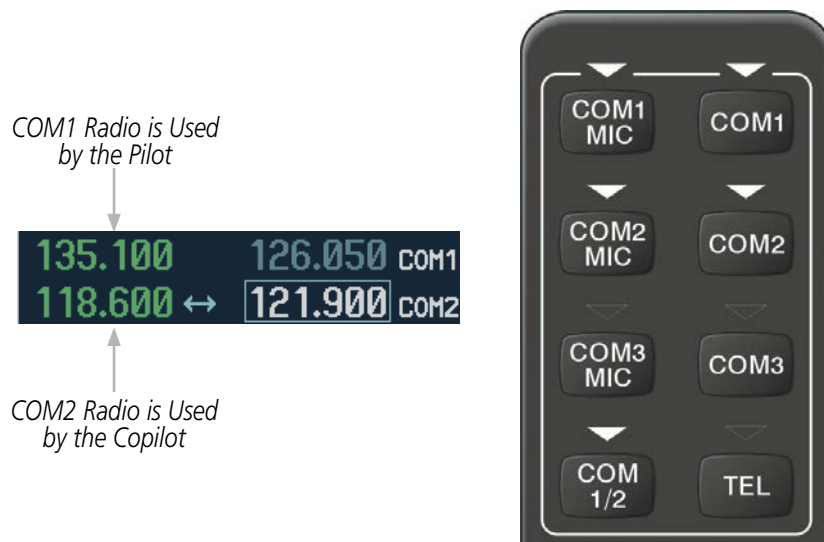 COM1 Radio is Used
by the Pilot
135.100 126.050 COM1
118.600 ↔ 121.900 COM2
COM2 Radio is Used
by the Copilot
COM1
MIC
COM1
COM2
MIC
COM2
COM3
MIC
COM3
COM
1/2
TEL